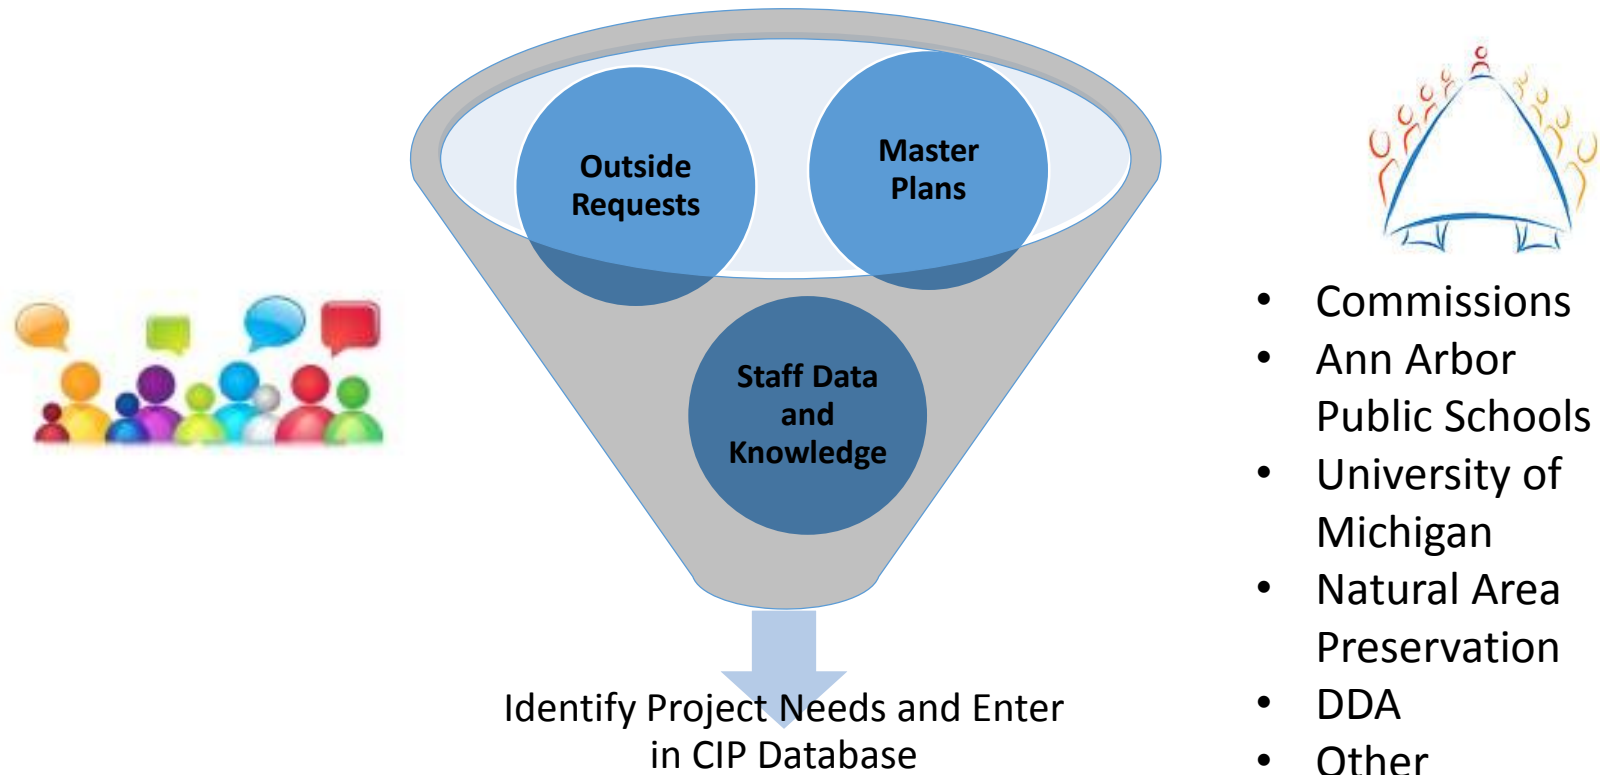 Outside
Requests
Master
Plans
Staff Data
and
Knowledge
Identify Project Needs and Enter
in CIP Database
• Commissions
• Ann Arbor
Public Schools
• University of
Michigan
• Natural Area
Preservation
• DDA
• Other